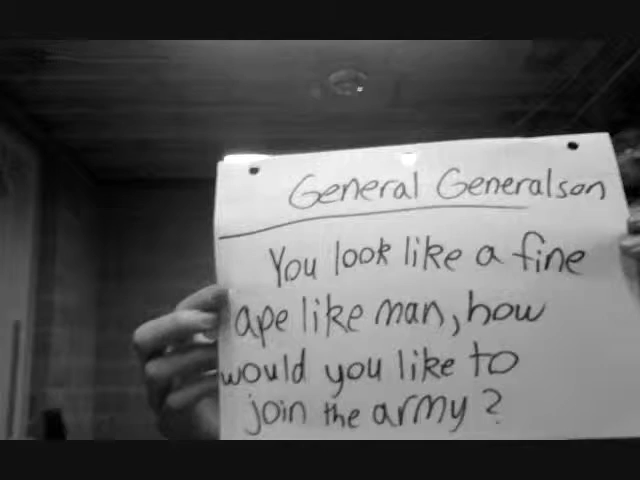 General Generalson
You look like a fine
ape like man, how
would you like to
join the army?